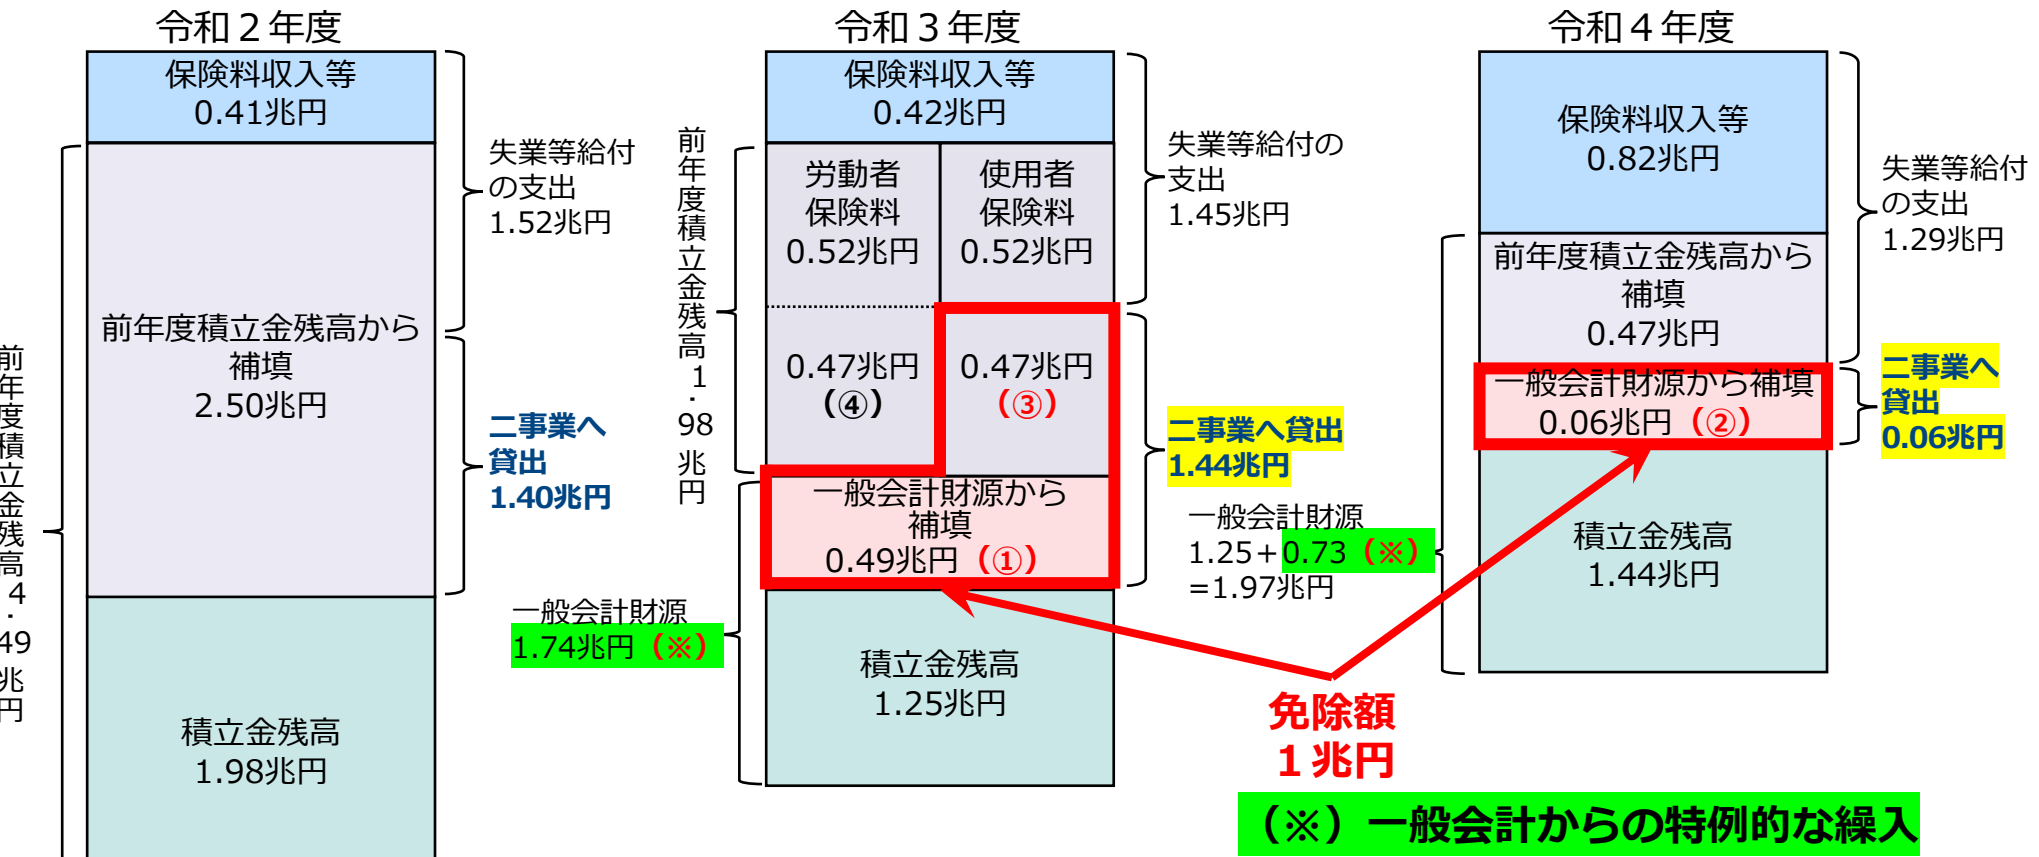 令和２年度
保険料収入等
0.41兆円
前年度積立金残高から
補填
2.50兆円
積立金残高
1.98兆円
前年度積立金残高４．49兆円
失業等給付
の支出
1.52兆円
二事業へ
貸出
1.40兆円
令和３年度
保険料収入等
0.42兆円
前年度積立金残高１．98兆円
労働者
保険料
0.52兆円
使用者
保険料
0.52兆円
0.47兆円
（④）
0.47兆円
（③）
一般会計財源から
補填
0.49兆円（①）
積立金残高
1.25兆円
一般会計財源
1.74兆円（※）
失業等給付の
支出
1.45兆円
二事業へ貸出
1.44兆円
令和４年度
保険料収入等
0.82兆円
前年度積立金残高から
補填
0.47兆円
一般会計財源から補填
0.06兆円（②）
積立金残高
1.44兆円
一般会計財源
1.25＋0.73（※）
=1.97兆円
失業等給付
の支出
1.29兆円
二事業へ
貸出
0.06兆円
免除額
１兆円
（※）一般会計からの特例的な繰入